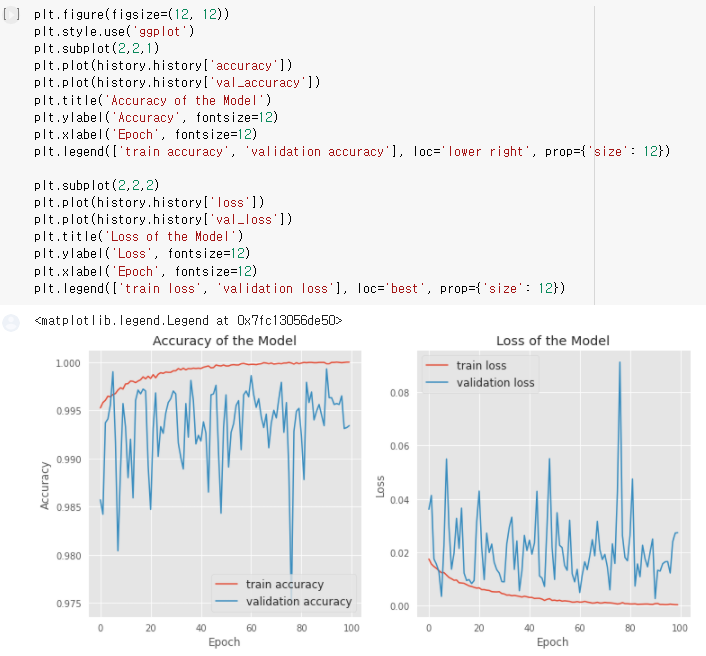 [ ] plt.figure(figsize=(12, 12))
plt.style.use('ggplot')
plt.subplot(2,2,1)
plt.plot(history.history['accuracy'])
plt.plot(history.history['val_accuracy'])
plt.title('Accuracy of the Model')
plt.ylabel('Accuracy', fontsize=12)
plt.xlabel('Epoch', fontsize=12)
plt.legend(['train accuracy', 'validation accuracy'], loc='lower right', prop={'size': 12})
plt.subplot(2,2,2)
plt.plot(history.history['loss'])
plt.plot(history.history['val_loss'])
plt.title('Loss of the Model')
plt.ylabel('Loss', fontsize=12)
plt.xlabel('Epoch', fontsize=12)
plt.legend(['train loss', 'validation loss'], loc='best', prop={'size': 12})
<matplotlib.legend.Legend at 0x7fc13056de50>
Accuracy of the Model
1.000
0.995
0.990
0.985
0.980
0.975
Accuracy
train accuracy
validation accuracy
0 20 40 60 80 100
Epoch
Loss of the Model
train loss
validation loss
0.08
0.06
0.04
0.02
0.00
Loss
0 20 40 60 80 100
Epoch